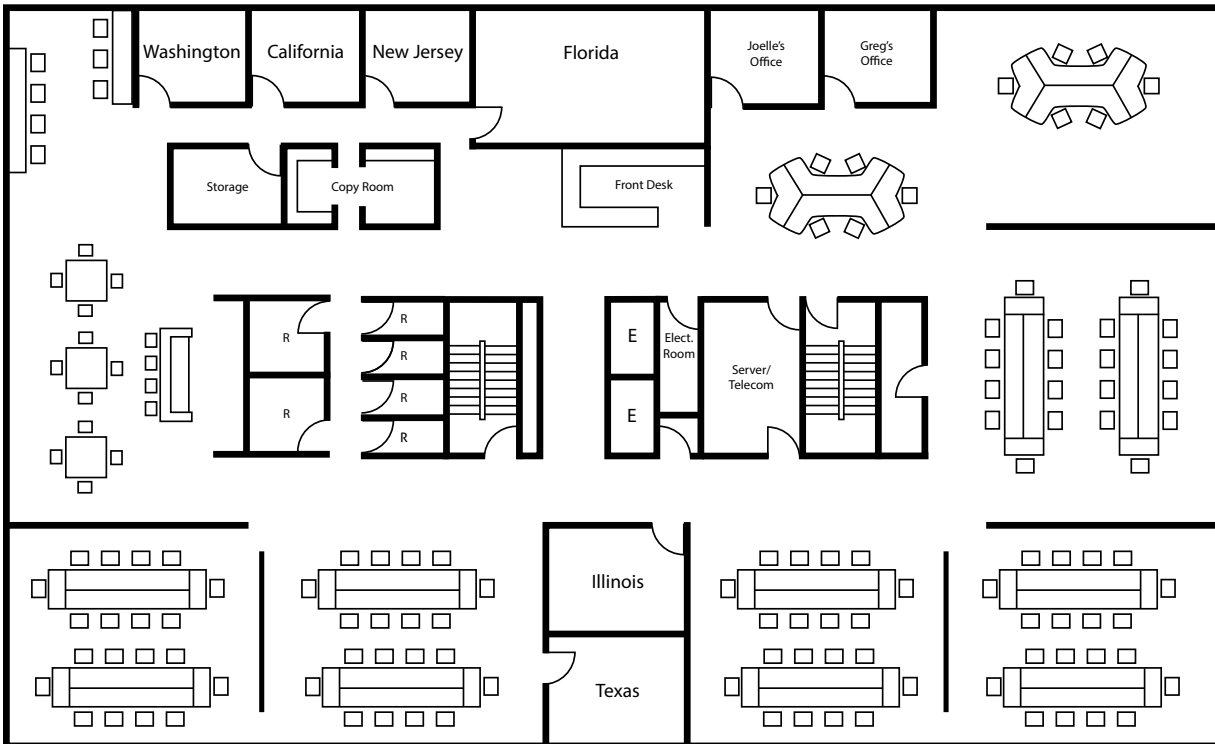 Washington
California
New Jersey
Florida
Joelle's
Office
Greg's
Office
Storage
Copy Room
Front Desk
R
R
R
R
R
R
E
E
Elect.
Room
Server/
Telecom
Illinois
Texas